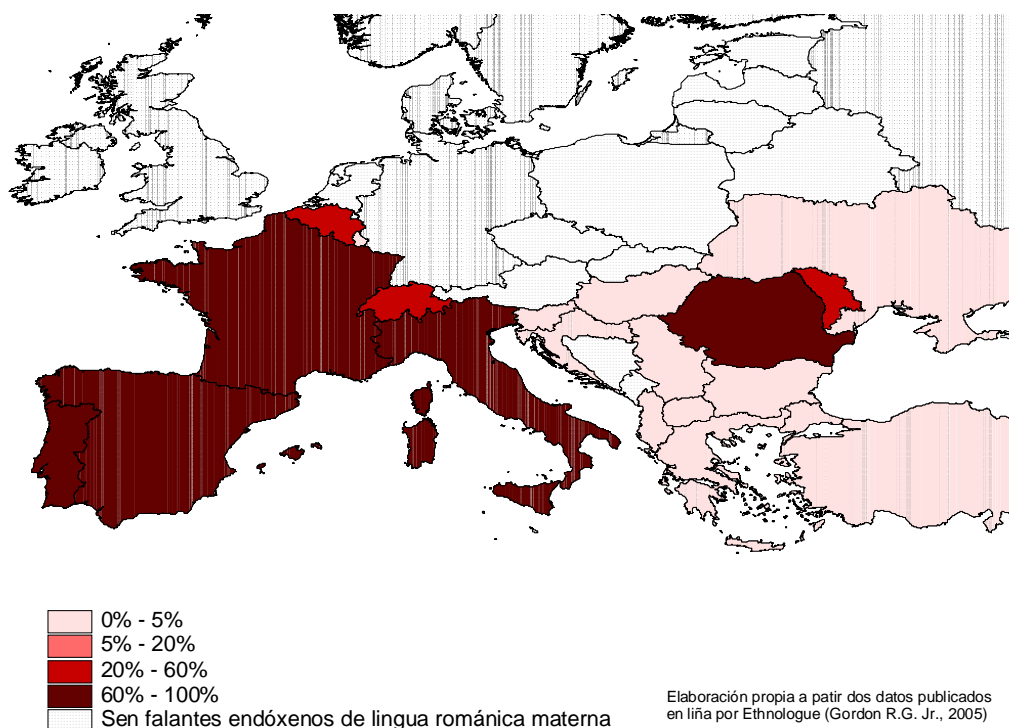 0% - 5%
5% - 20%
20% - 60%
60% - 100%
Sen falantes endóxenos de lingua románica materna
Elaboración propia a patir dos datos publicados
en liña por Ethnologue (Gordon R.G. Jr., 2005)